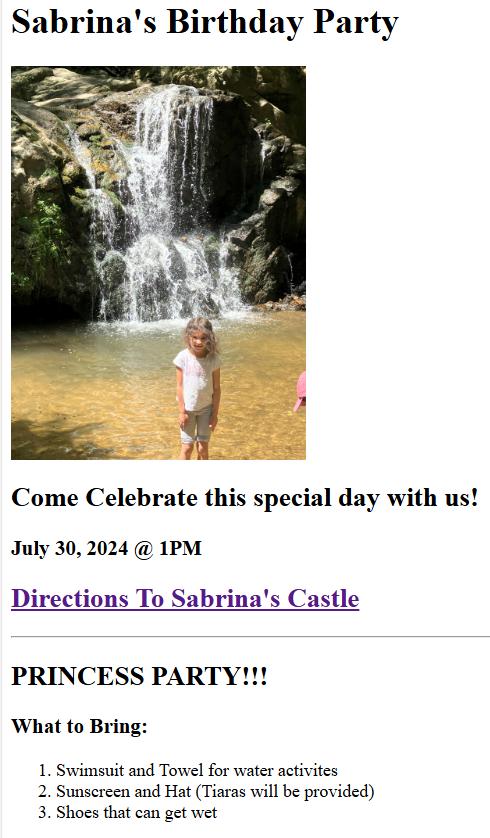 Sabrina's Birthday Party
Come Celebrate this special day with us!
July 30, 2024 @ 1PM
Directions To Sabrina's Castle
PRINCESS PARTY!!!
What to Bring:
1. Swimsuit and Towel for water activites
2. Sunscreen and Hat (Tiaras will be provided)
3. Shoes that can get wet